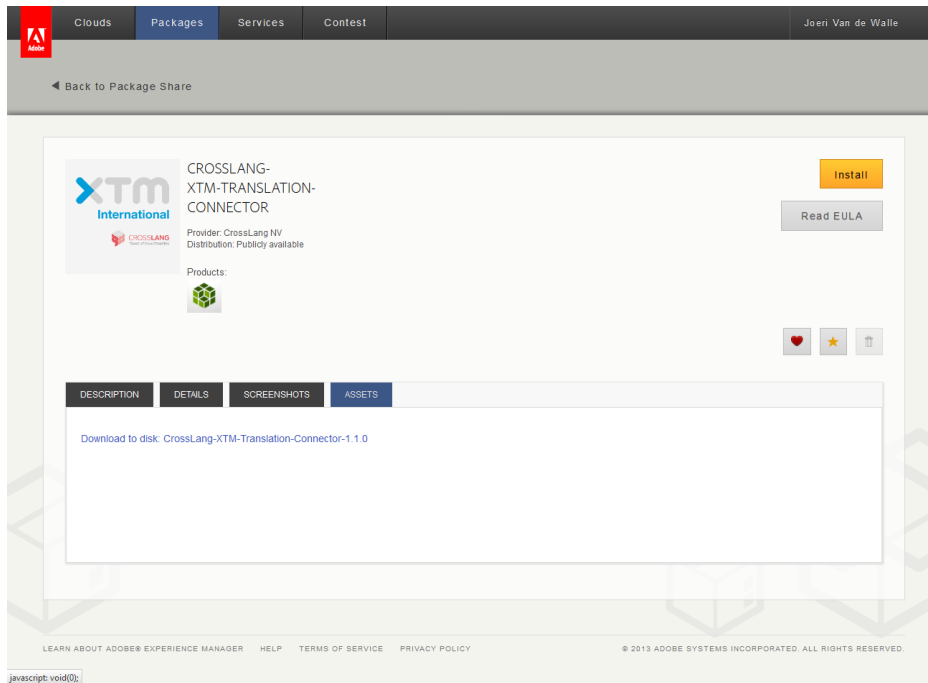 Clouds Packages Services Contest Joeri Van de Walle
Adobe
Back to Package Share
XTM
International
CROSSLANG
CROSSLANG-
XTM-TRANSLATION-
CONNECTOR
Provider: CrossLang NV
Distribution: Publicly available
Products:
Install
Read EULA
DESCRIPTION DETAILS SCREENSHOTS ASSETS
Download to disk: CrossLang-XTM-Translation-Connector-1.1.0
LEARN ABOUT ADOBE® EXPERIENCE MANAGER HELP TERMS OF SERVICE PRIVACY POLICY © 2013 ADOBE SYSTEMS INCORPORATED. ALL RIGHTS RESERVED.
javascript: void(0);